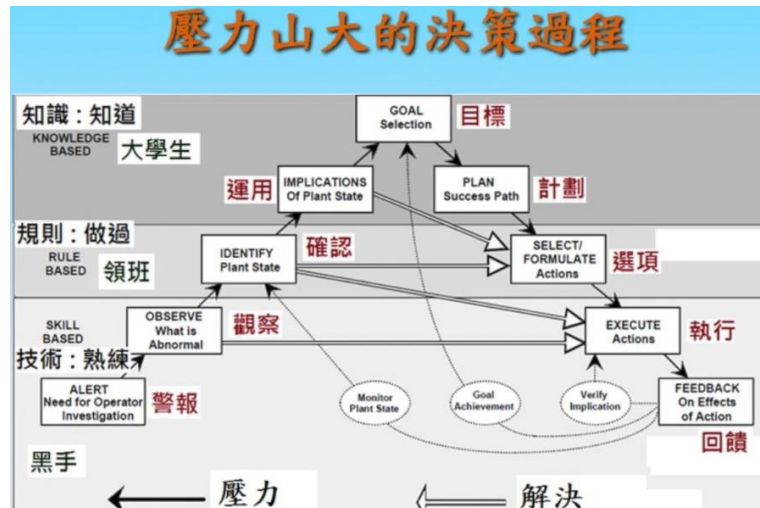 壓力山大的決策過程
知識：知道
KNOWLEDGE
BASED
大學生
GOAL
Selection
目標
運用
IMPLICATIONS
Of Plant State
PLAN
Success Path
計劃
規則：做過
RULE
BASED
領班
IDENTIFY
Plant State
確認
SELECT/
FORMULATE
Actions
選項
SKILL
BASED
技術：熟練
OBSERVE
What is
Abnormal
觀察
EXECUTE
Actions
執行
ALERT
Need for Operator
Investigation
警報
Monitor
Plant State
Goal
Achievement
Verify
Implication
FEEDBACK
On Effects
of Action
回饋
黑手
壓力
解決